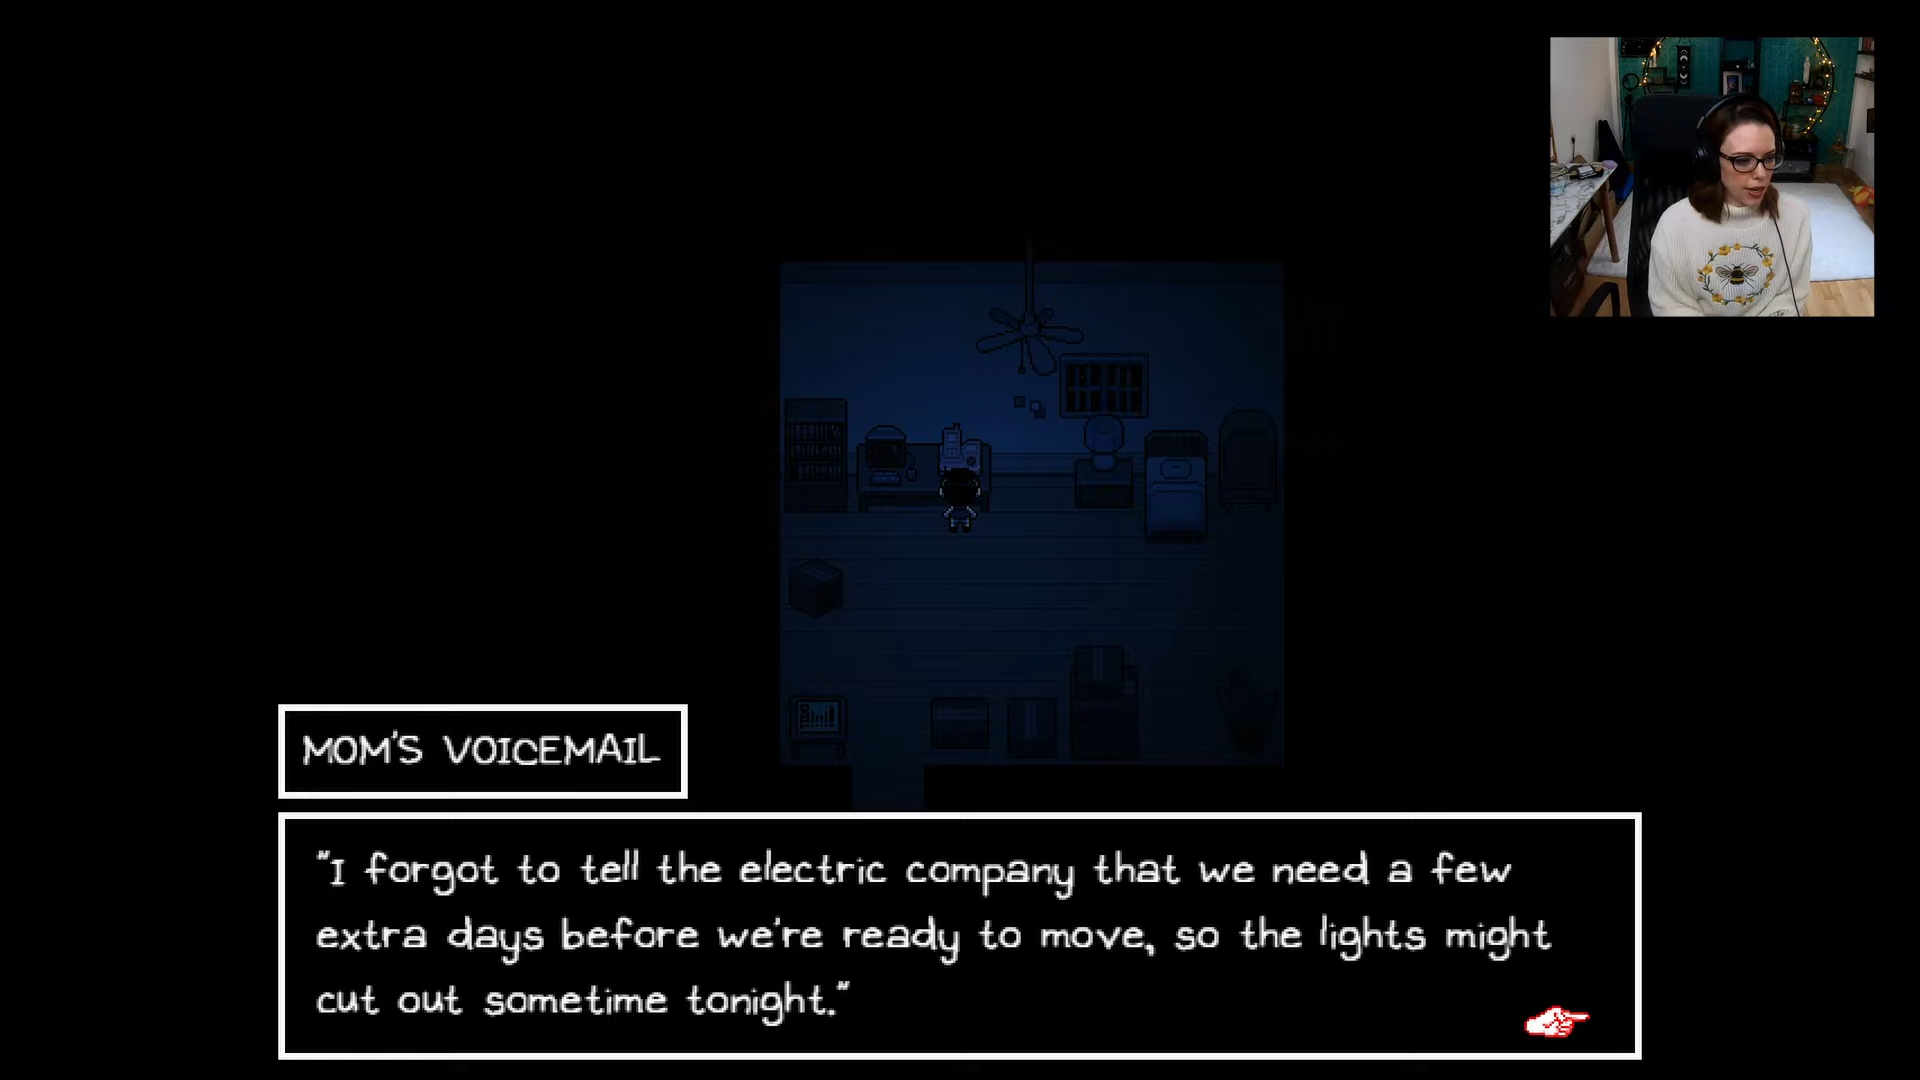 MOM'S VOICEMAIL
"I forgot to tell the electric company that we need a few
extra days before we're ready to move, so the lights might
cut out sometime tonight."